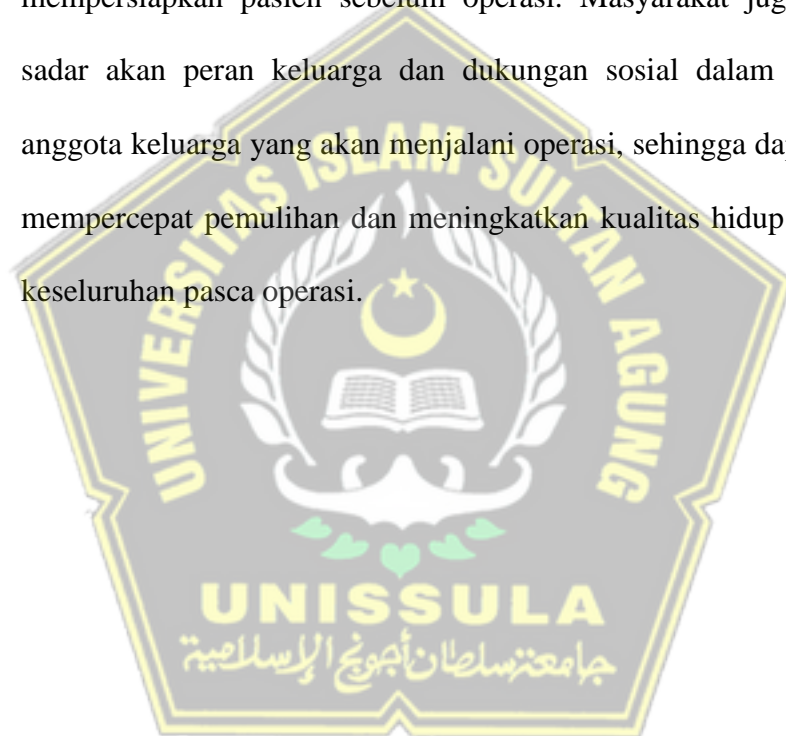 mempersiapkan pasien sebelum operasi. Masyarakat jug
sadar akan peran keluarga dan dukungan sosial dalam
anggota keluarga yang akan menjalani operasi, sehingga da
mempercepat pemulihan dan meningkatkan kualitas hidup
keseluruhan pasca operasi.
UNIVERSITAS ISLAM SULTAN AGUNG
UNISSULA
جامعة سلطان أجونج الإسلامية